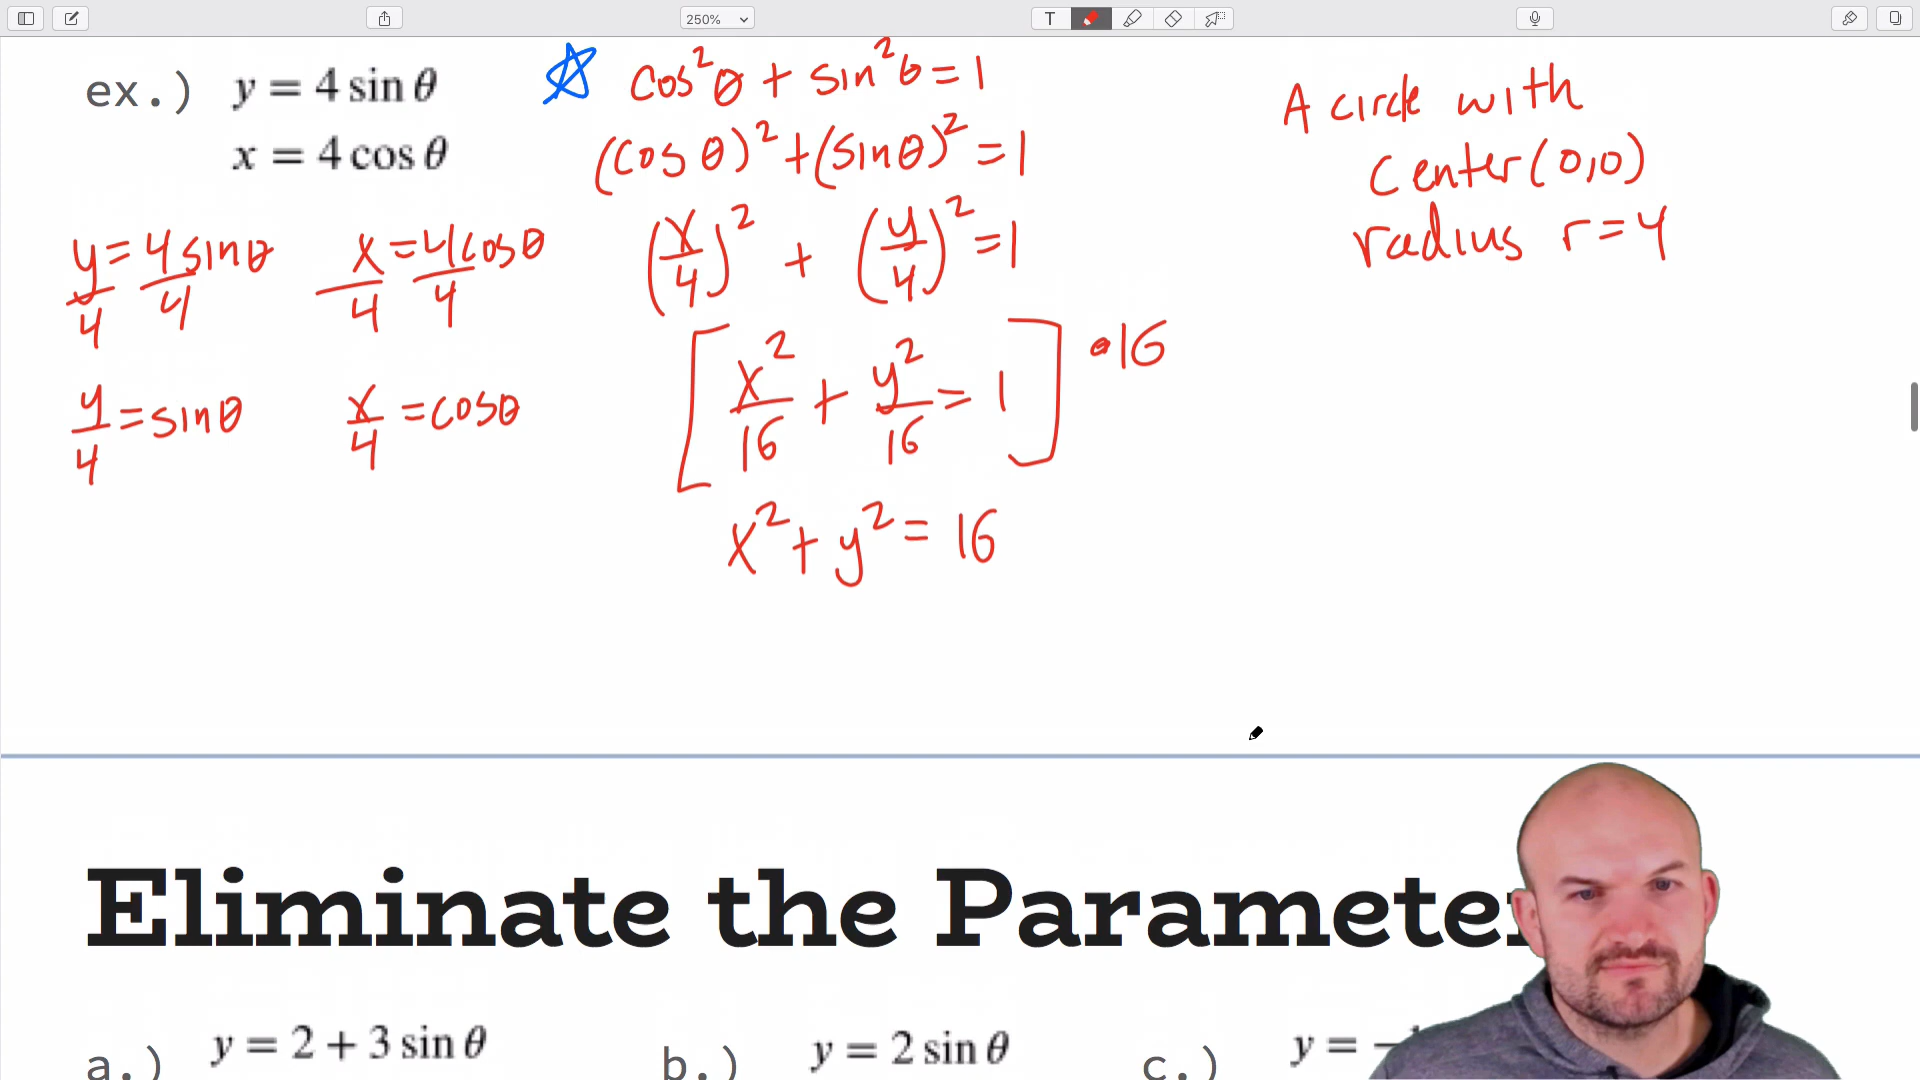 250%
T
ex.) y = 4 sin θ
x = 4 cos θ
y = 4sinθ
4 4
x = 4cosθ
4 4
y/4 = sinθ
x/4 = cosθ
cos²θ + sin²θ = 1
(cos θ)² + (sinθ)² = 1
(x/4)² + (y/4)² = 1
[x²/16 + y²/16 = 1] •16
x² + y² = 16
A circle with
center (0,0)
radius r = 4
Eliminate the Parameter
a.) y = 2 + 3 sin θ
b.) y = 2 sin θ
c.) y = −